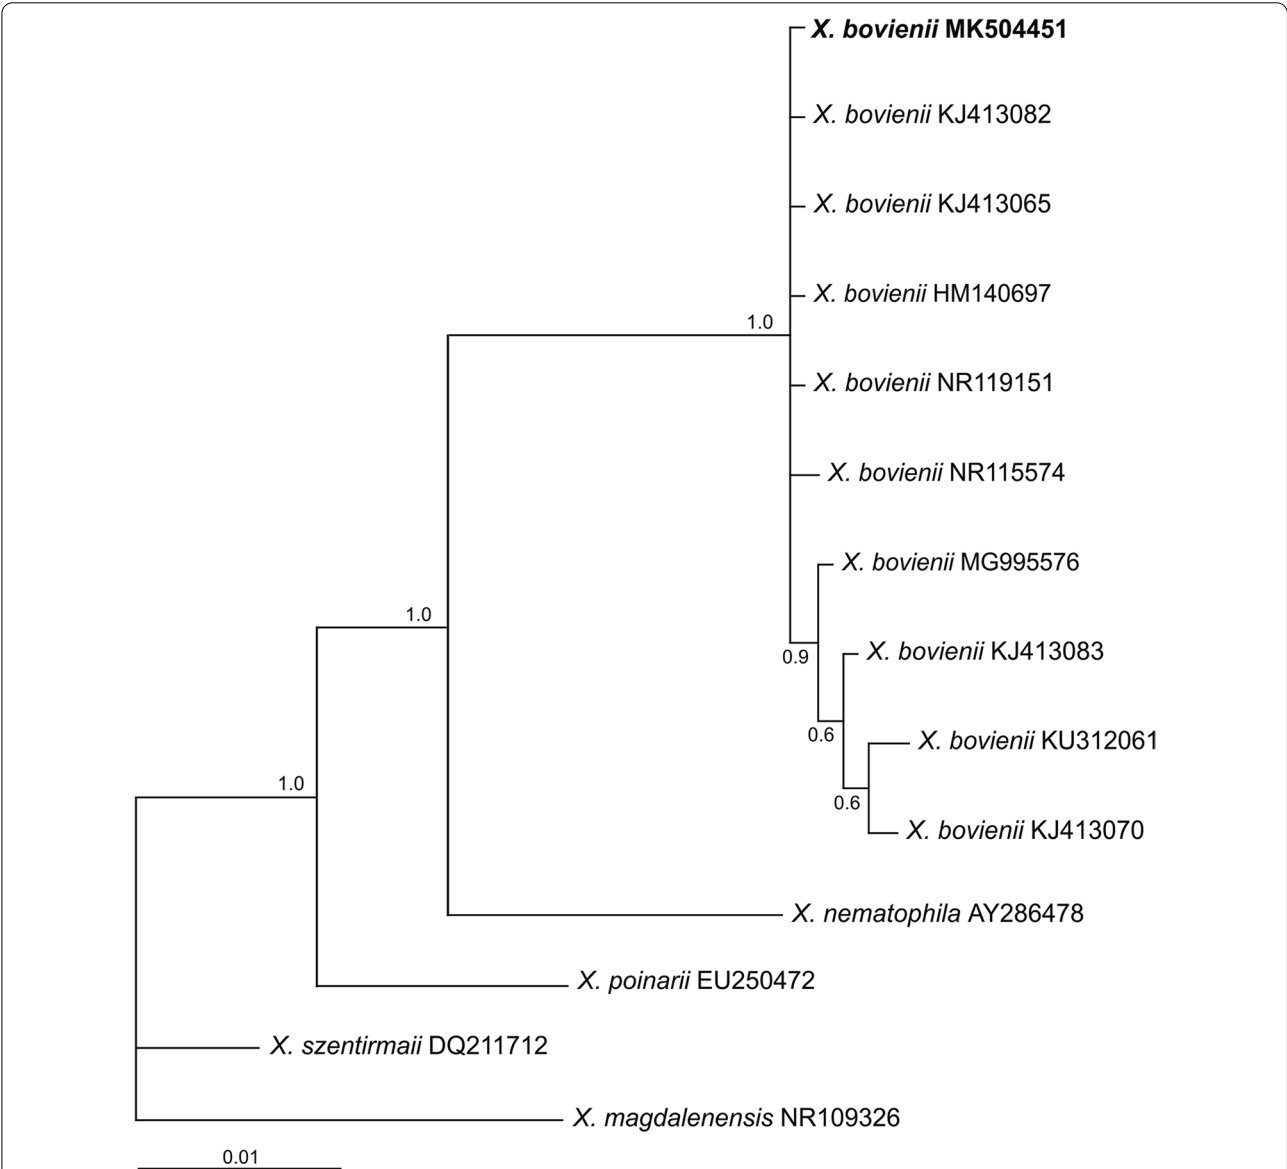 X. bovienii MK504451
X. bovienii KJ413082
X. bovienii KJ413065
X. bovienii HM140697
1.0
X. bovienii NR119151
X. bovienii NR115574
X. bovienii MG995576
1.0
X. bovienii KJ413083
0.9
0.6
X. bovienii KU312061
1.0
0.6
X. bovienii KJ413070
X. nematophila AY286478
X. poinarii EU250472
X. szentirmaii DQ211712
X. magdalenensis NR109326
0.01